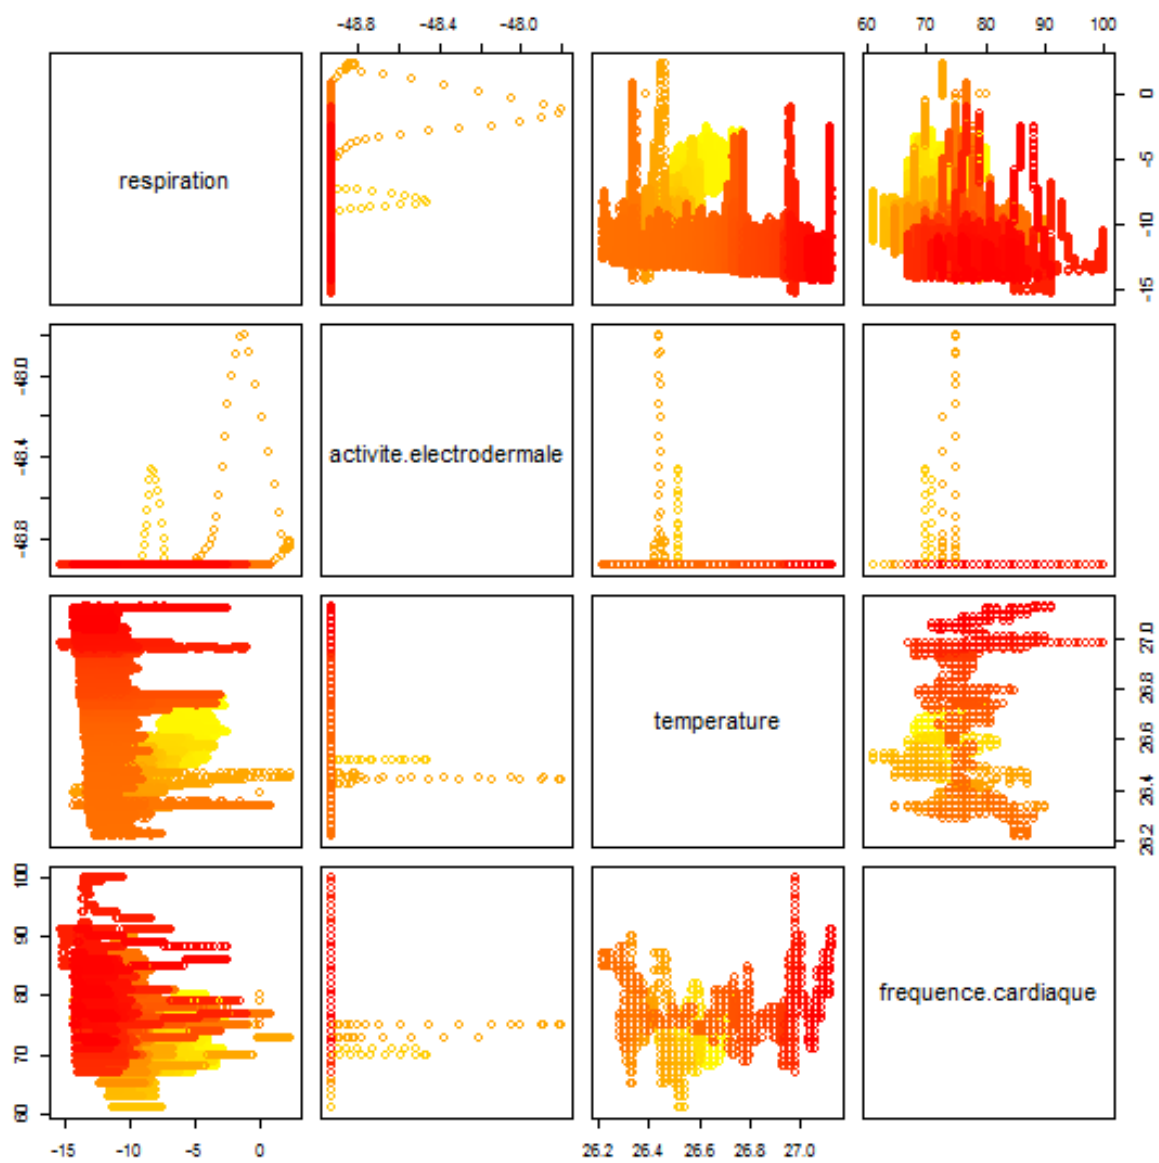 -48.8 -48.4 -48.0
60 70 80 90 100
respiration
0
-5
-10
-15
-48.0
-48.4
-48.8
activite.electrodermale
temperature
27.0
26.8
26.6
26.4
26.2
100
90
80
70
60
frequence.cardiaque
-15 -10 -5 0
26.2 26.4 26.6 26.8 27.0